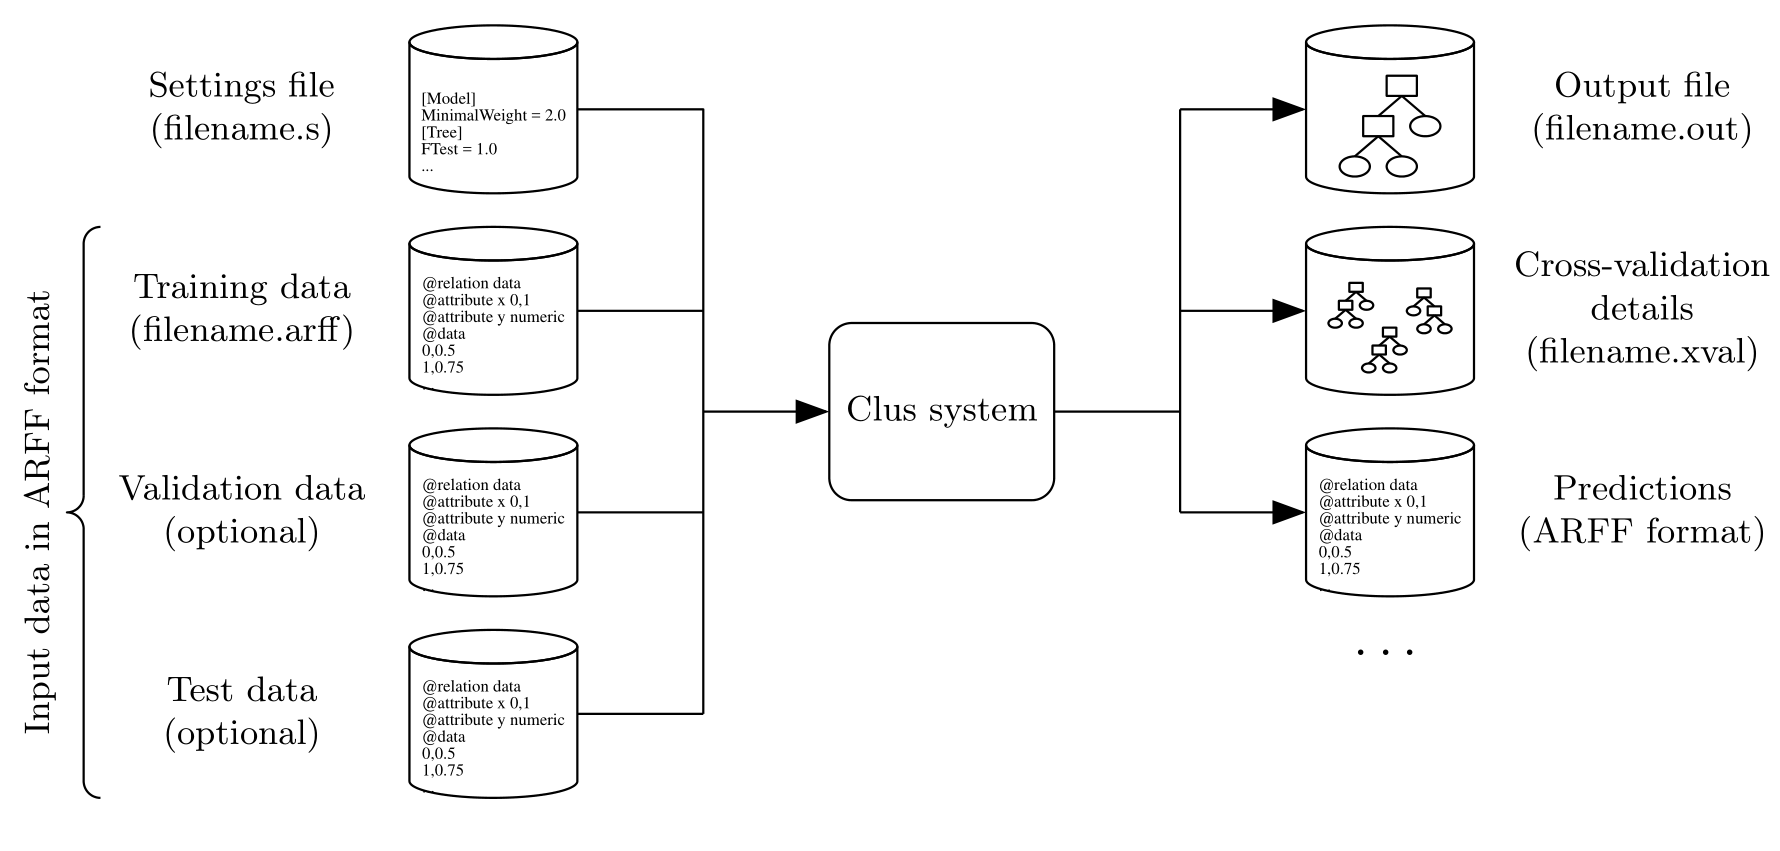 Settings file
(filename.s)
[Model]
MinimalWeight = 2.0
[Tree]
FTest = 1.0
...
Input data in ARFF format
Training data
(filename.arff)
@relation data
@attribute x 0,1
@attribute y numeric
@data
0,0.5
1,0.75
...
Validation data
(optional)
@relation data
@attribute x 0,1
@attribute y numeric
@data
0,0.5
1,0.75
...
Test data
(optional)
@relation data
@attribute x 0,1
@attribute y numeric
@data
0,0.5
1,0.75
...
Clus system
Output file
(filename.out)
Cross-validation
details
(filename.xval)
@relation data
@attribute x 0,1
@attribute y numeric
@data
0,0.5
1,0.75
...
Predictions
(ARFF format)
...